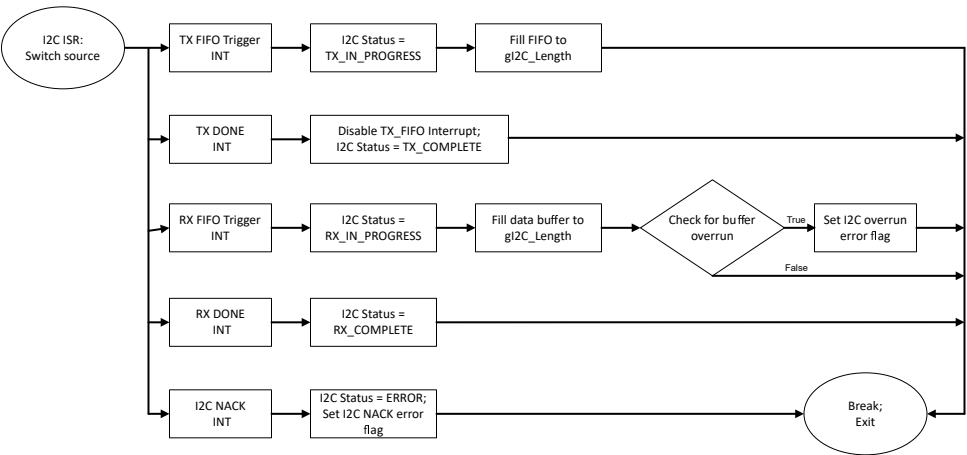 I2C ISR:
Switch source
TX FIFO Trigger
INT
I2C Status =
TX_IN_PROGRESS
Fill FIFO to
gI2C_Length
TX DONE
INT
Disable TX_FIFO Interrupt;
I2C Status = TX_COMPLETE
RX FIFO Trigger
INT
I2C Status =
RX_IN_PROGRESS
Fill data buffer to
gI2C_Length
Check for buffer
overrun
True
Set I2C overrun
error flag
False
RX DONE
INT
I2C Status =
RX_COMPLETE
I2C NACK
INT
I2C Status = ERROR;
Set I2C NACK error
flag
Break;
Exit